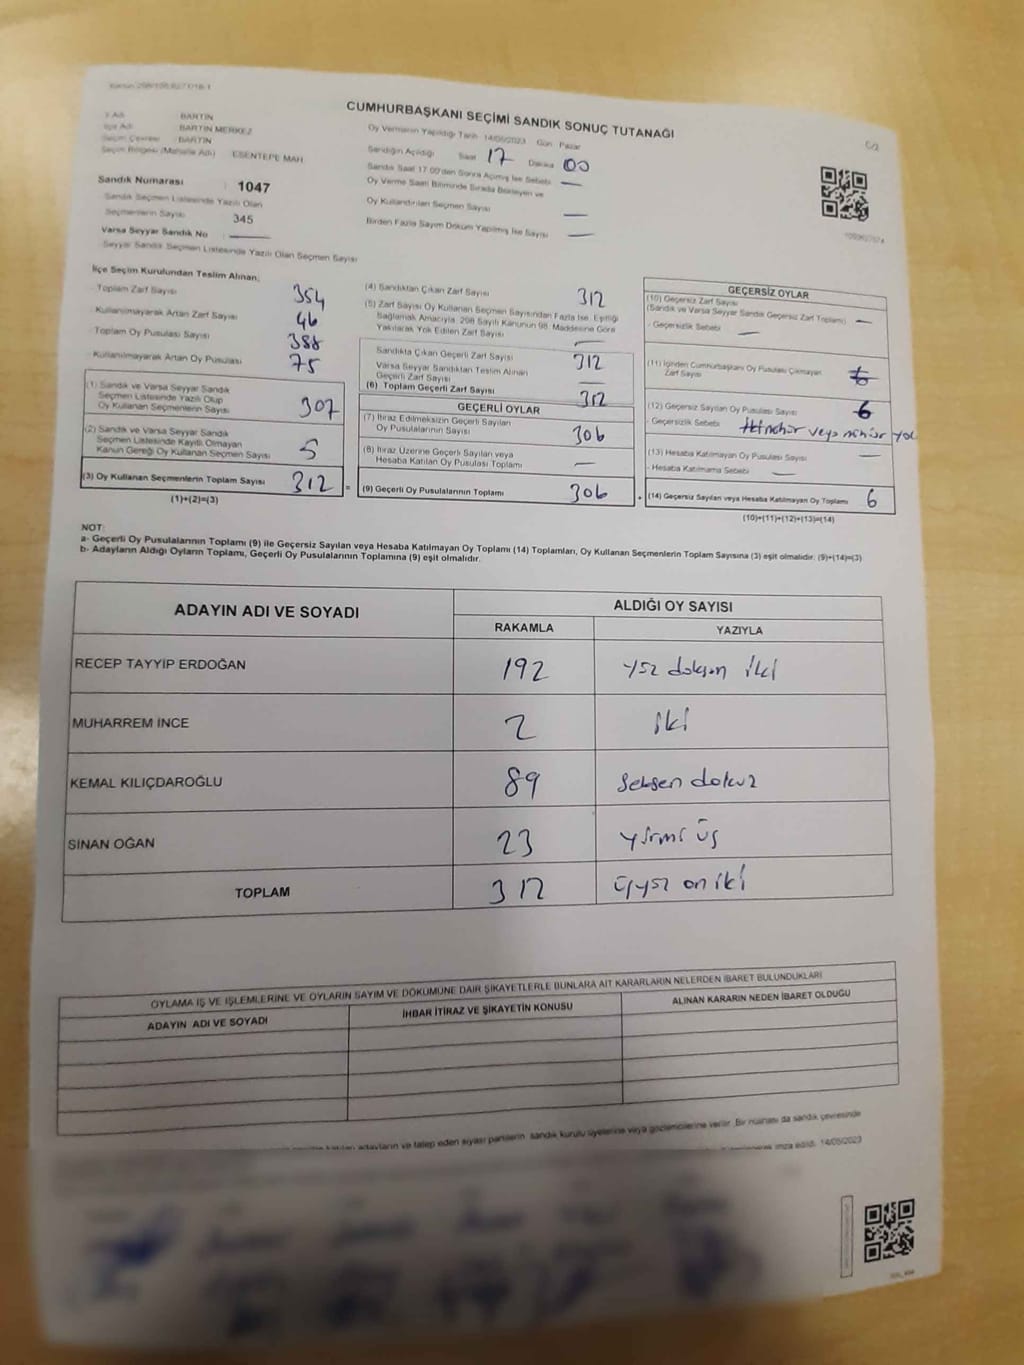 CUMHURBAŞKANI SEÇİMİ SANDIK SONUÇ TUTANAĞI
C/2
İl Adı BARTIN
İlçe Adı BARTIN MERKEZ
Seçim Çevresi BARTIN
Seçim Bölgesi (Mahalle Adı) ESENTEPE MAH.
Sandık Numarası : 1047
Sandık Seçmen Listesinde Yazılı Olan
Seçmenlerin Sayısı 345
Varsa Seyyar Sandık No
Seyyar Sandık Seçmen Listesinde Yazılı Olan Seçmen Sayısı
Oy Vermenin Yapıldığı Tarih 14/05/2023 Gün Pazar
Sandığın Açıldığı Saat 17 Dakika 00
Sandık Saat 17:00'den Sonra Açılmış İse Sebebi —
Oy Verme Saati Bitiminde Sırada Bekleyen ve
Oy Kullandırılan Seçmen Sayısı —
Birden Fazla Sayım Döküm Yapılmış İse Sayısı —
İlçe Seçim Kurulundan Teslim Alınan;
- Toplam Zarf Sayısı 354
- Kullanılmayarak Artan Zarf Sayısı 46
- Toplam Oy Pusulası Sayısı 388
- Kullanılmayarak Artan Oy Pusulası 75
(1) Sandık ve Varsa Seyyar Sandık
Seçmen Listesinde Yazılı Olup
Oy Kullanan Seçmenlerin Sayısı 307
(2) Sandık ve Varsa Seyyar Sandık
Seçmen Listesinde Kayıtlı Olmayan
Kanun Gereği Oy Kullanan Seçmen Sayısı 5
(3) Oy Kullanan Seçmenlerin Toplam Sayısı 312 =
(1)+(2)=(3)
(4) Sandıktan Çıkan Zarf Sayısı 312
(5) Zarf Sayısı Oy Kullanan Seçmen Sayısından Fazla İse, Eşitliği
Sağlamak Amacıyla, 298 Sayılı Kanunun 98. Maddesine Göre
Yakılarak Yok Edilen Zarf Sayısı —
Sandıkta Çıkan Geçerli Zarf Sayısı 312
Varsa Seyyar Sandıktan Teslim Alınan
Geçerli Zarf Sayısı —
(6) Toplam Geçerli Zarf Sayısı 312
GEÇERLİ OYLAR
(7) İtiraz Edilmeksizin Geçerli Sayılan
Oy Pusulalarının Sayısı 306
(8) İtiraz Üzerine Geçerli Sayılan veya
Hesaba Katılan Oy Pusulası Toplamı —
(9) Geçerli Oy Pusulalarının Toplamı 306 +
GEÇERSİZ OYLAR
(10) Geçersiz Zarf Sayısı
(Sandık ve Varsa Seyyar Sandık Geçersiz Zarf Toplamı) —
- Geçersizlik Sebebi —
(11) İçinden Cumhurbaşkanı Oy Pusulası Çıkmayan
Zarf Sayısı
(12) Geçersiz Sayılan Oy Pusulası Sayısı 6
- Geçersizlik Sebebi İki mühür veya mühür yok
(13) Hesaba Katılmayan Oy Pusulası Sayısı —
- Hesaba Katılmama Sebebi —
(14) Geçersiz Sayılan veya Hesaba Katılmayan Oy Toplamı 6
(10)+(11)+(12)+(13)=(14)
NOT:
a- Geçerli Oy Pusulalarının Toplamı (9) ile Geçersiz Sayılan veya Hesaba Katılmayan Oy Toplamı (14) Toplamları, Oy Kullanan Seçmenlerin Toplam Sayısına (3) eşit olmalıdır. (9)+(14)=(3)
b- Adayların Aldığı Oyların Toplamı, Geçerli Oy Pusulalarının Toplamına (9) eşit olmalıdır.
ADAYIN ADI VE SOYADI ALDIĞI OY SAYISI
RAKAMLA YAZIYLA
RECEP TAYYİP ERDOĞAN 192 yüz doksan iki
MUHARREM İNCE 2 iki
KEMAL KILIÇDAROĞLU 89 seksen dokuz
SİNAN OĞAN 23 yirmi üç
TOPLAM 312 üçyüz on iki
OYLAMA İŞ VE İŞLEMLERİNE VE OYLARIN SAYIM VE DÖKÜMÜNE DAİR ŞİKAYETLERLE BUNLARA AİT KARARLARIN NELERDEN İBARET BULUNDUKLARI
ADAYIN ADI VE SOYADI İHBAR İTİRAZ VE ŞİKAYETİN KONUSU ALINAN KARARIN NEDEN İBARET OLDUĞU
adayların ve talep eden siyasi partilerin sandık kurulu üyelerine veya gözlemcilerine verilir. Bir nüshası da sandık çevresinde
imza edildi. 14/05/2023